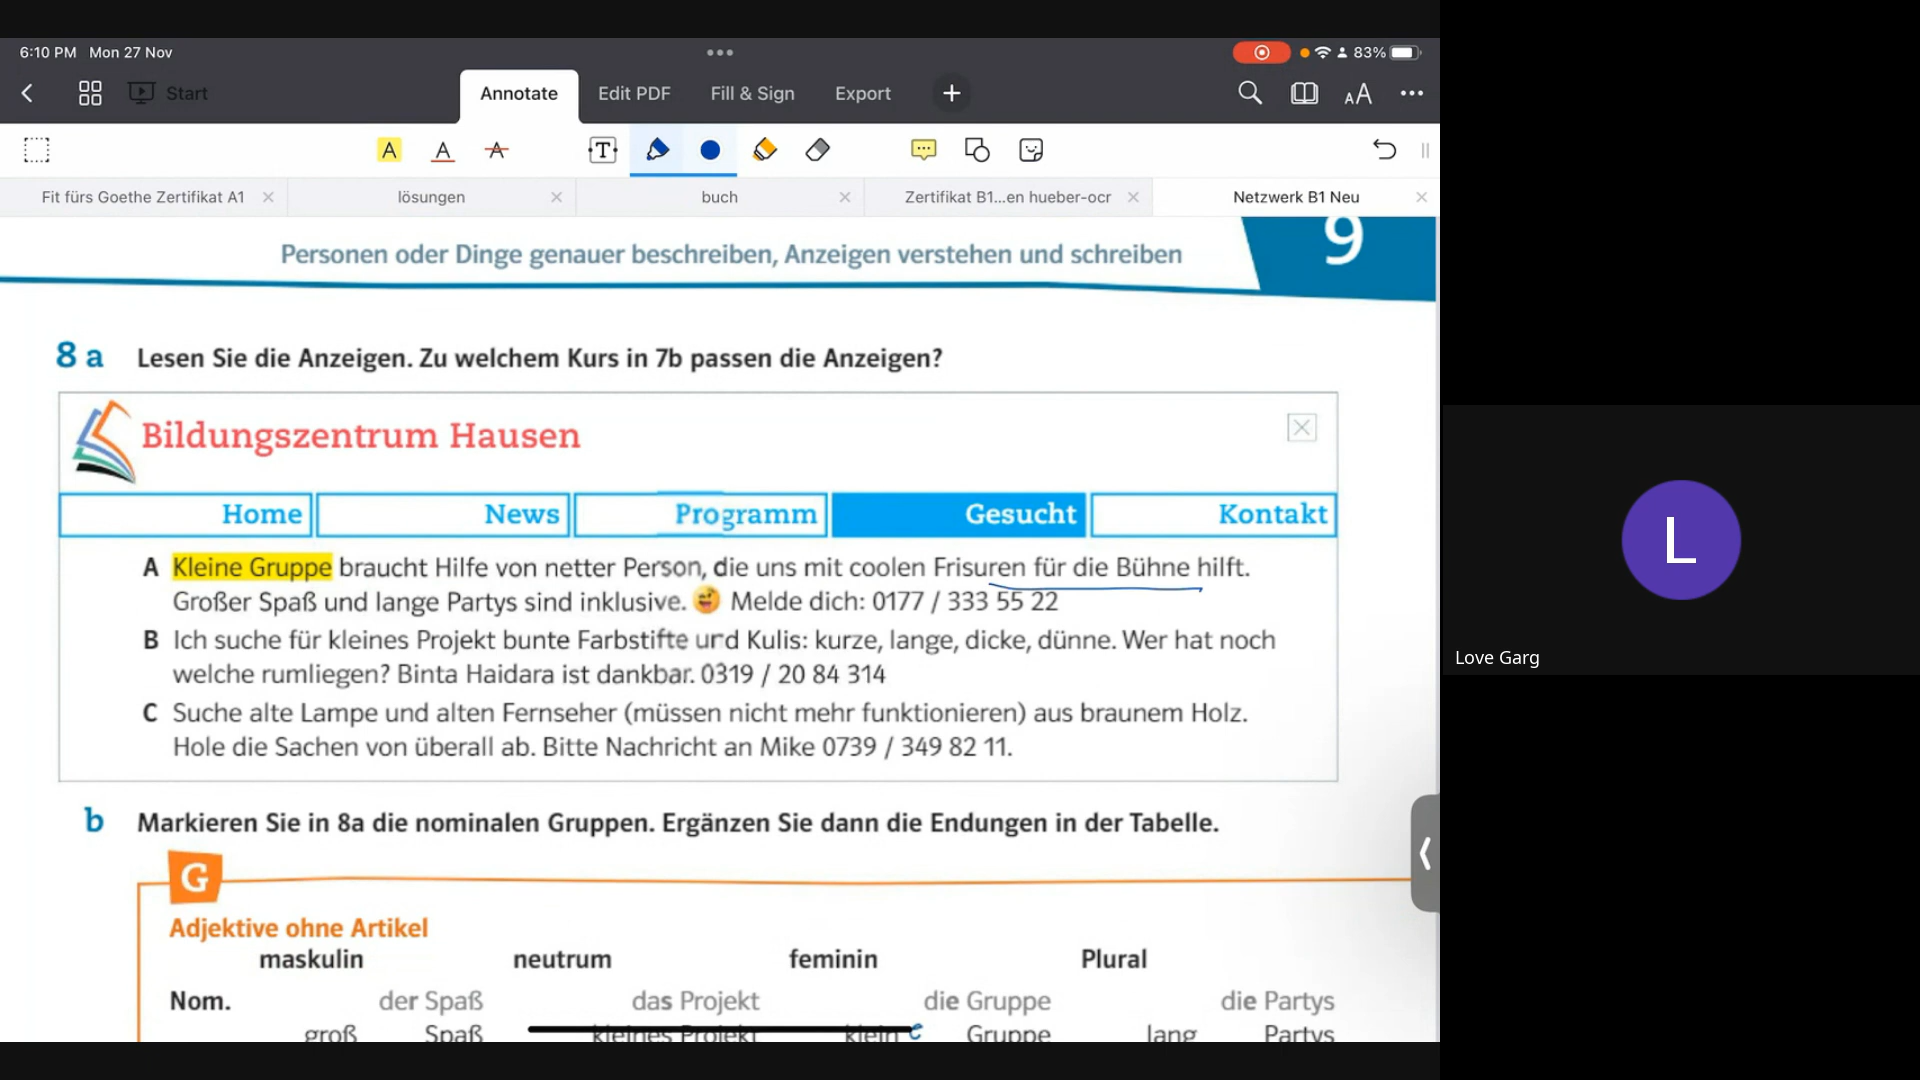 6:10 PM Mon 27 Nov
83%
Start
Annotate
Edit PDF
Fill & Sign
Export
Fit fürs Goethe Zertifikat A1
lösungen
buch
Zertifikat B1...en hueber-ocr
Netzwerk B1 Neu
Personen oder Dinge genauer beschreiben, Anzeigen verstehen und schreiben
9
8 a Lesen Sie die Anzeigen. Zu welchem Kurs in 7b passen die Anzeigen?
Bildungszentrum Hausen
Home
News
Programm
Gesucht
Kontakt
A Kleine Gruppe braucht Hilfe von netter Person, die uns mit coolen Frisuren für die Bühne hilft.
Großer Spaß und lange Partys sind inklusive. 😜 Melde dich: 0177 / 333 55 22
B Ich suche für kleines Projekt bunte Farbstifte und Kulis: kurze, lange, dicke, dünne. Wer hat noch
welche rumliegen? Binta Haidara ist dankbar. 0319 / 20 84 314
C Suche alte Lampe und alten Fernseher (müssen nicht mehr funktionieren) aus braunem Holz.
Hole die Sachen von überall ab. Bitte Nachricht an Mike 0739 / 349 82 11.
b Markieren Sie in 8a die nominalen Gruppen. Ergänzen Sie dann die Endungen in der Tabelle.
G
Adjektive ohne Artikel
maskulin neutrum feminin Plural
Nom. der Spaß das Projekt die Gruppe die Partys
groß Spaß kleines Projekt klein e Gruppe lang Partys
L
Love Garg